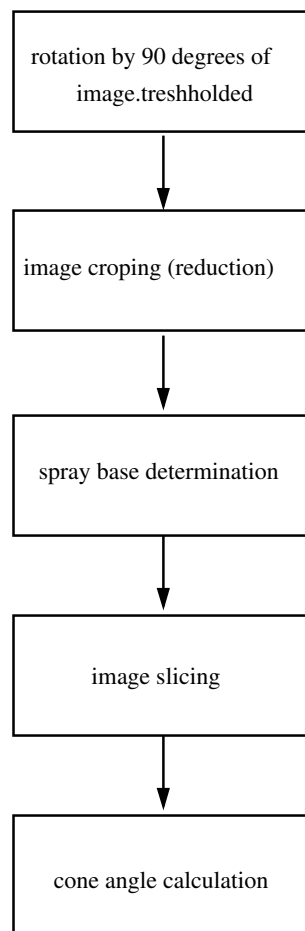 rotation by 90 degrees of
image.treshholded
image croping (reduction)
spray base determination
image slicing
cone angle calculation